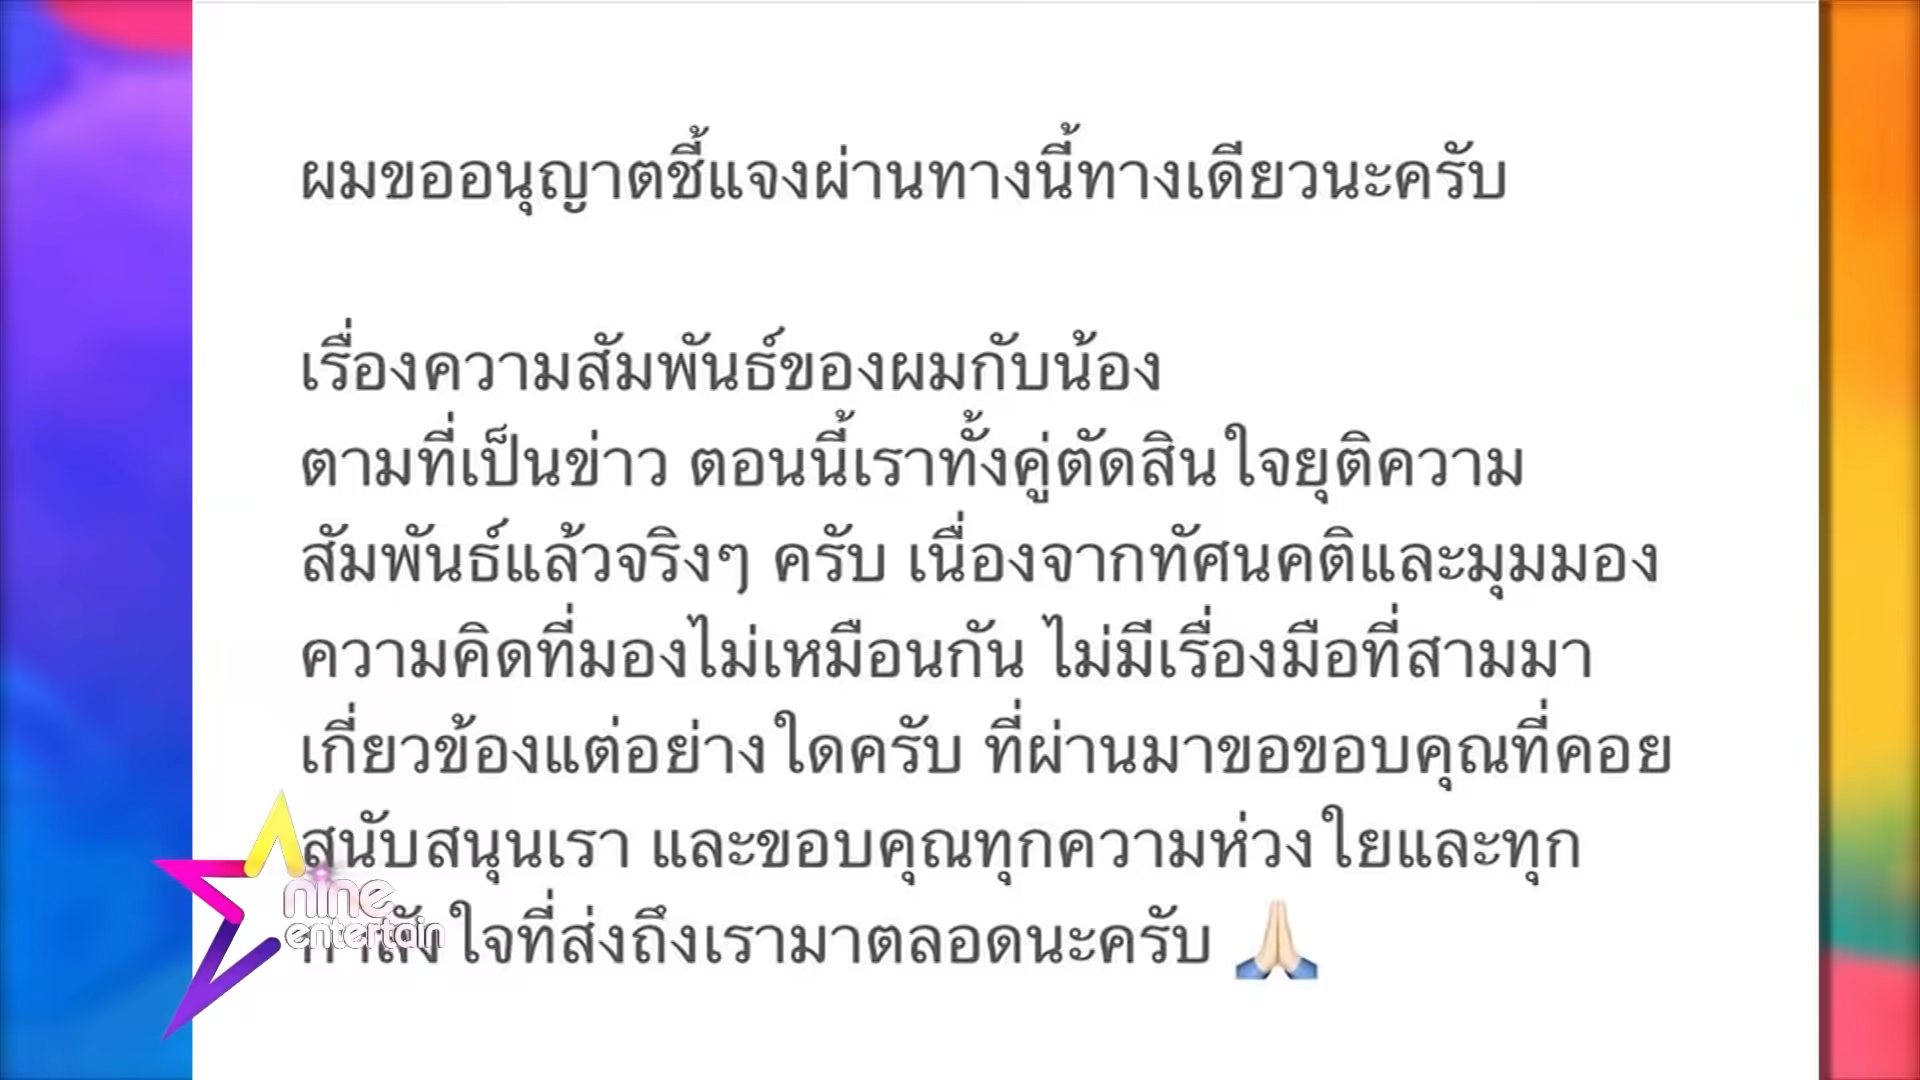 ผมขออนุญาตชี้แจงผ่านทางนี้ทางเดียวนะครับ
เรื่องความสัมพันธ์ของผมกับน้อง
ตามที่เป็นข่าว ตอนนี้เราทั้งคู่ตัดสินใจยุติความ
สัมพันธ์แล้วจริงๆ ครับ เนื่องจากทัศนคติและมุมมอง
ความคิดที่มองไม่เหมือนกัน ไม่มีเรื่องมือที่สามมา
เกี่ยวข้องแต่อย่างใดครับ ที่ผ่านมาขอขอบคุณที่คอย
สนับสนุนเรา และขอบคุณทุกความห่วงใยและทุก
กำลังใจที่ส่งถึงเรามาตลอดนะครับ 🙏🏻
nine
entertain